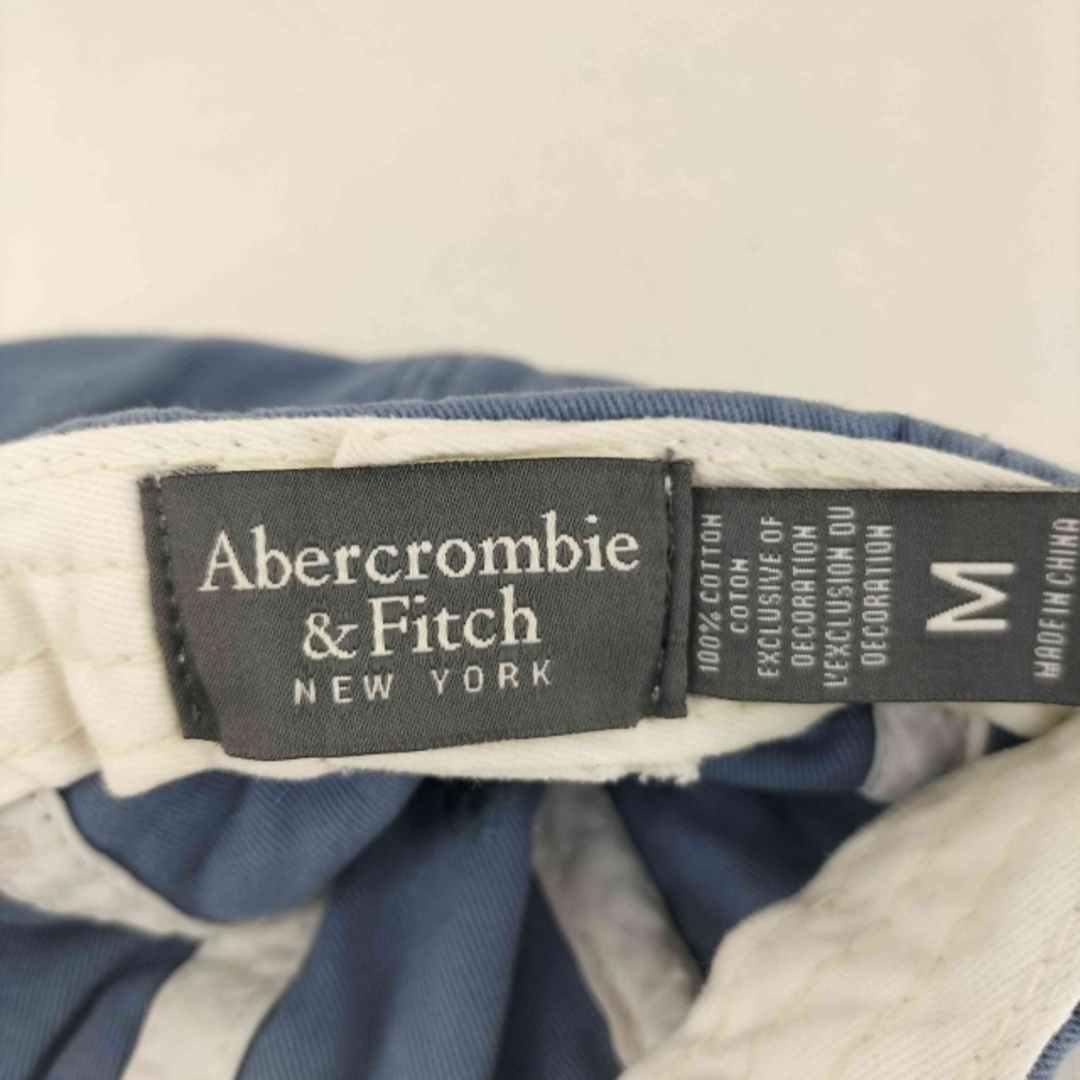 Abercrombie
& Fitch
NEW YORK
100% COTTON
COTON
EXCLUSIVE OF
DECORATION
L'EXCLUSION OU
DECORATION
M
MADE IN CHINA